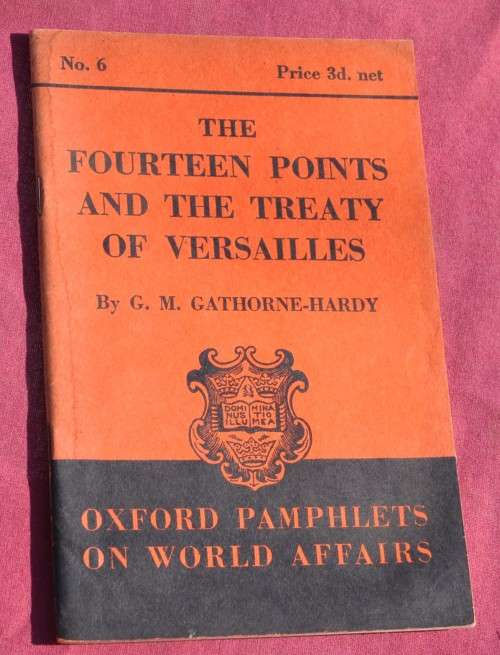 No. 6 Price 3d. net
THE
FOURTEEN POINTS
AND THE TREATY
OF VERSAILLES
By G. M. GATHORNE-HARDY
DOMI MINA
NUS TIO
ILLU MEA
OXFORD PAMPHLETS
ON WORLD AFFAIRS